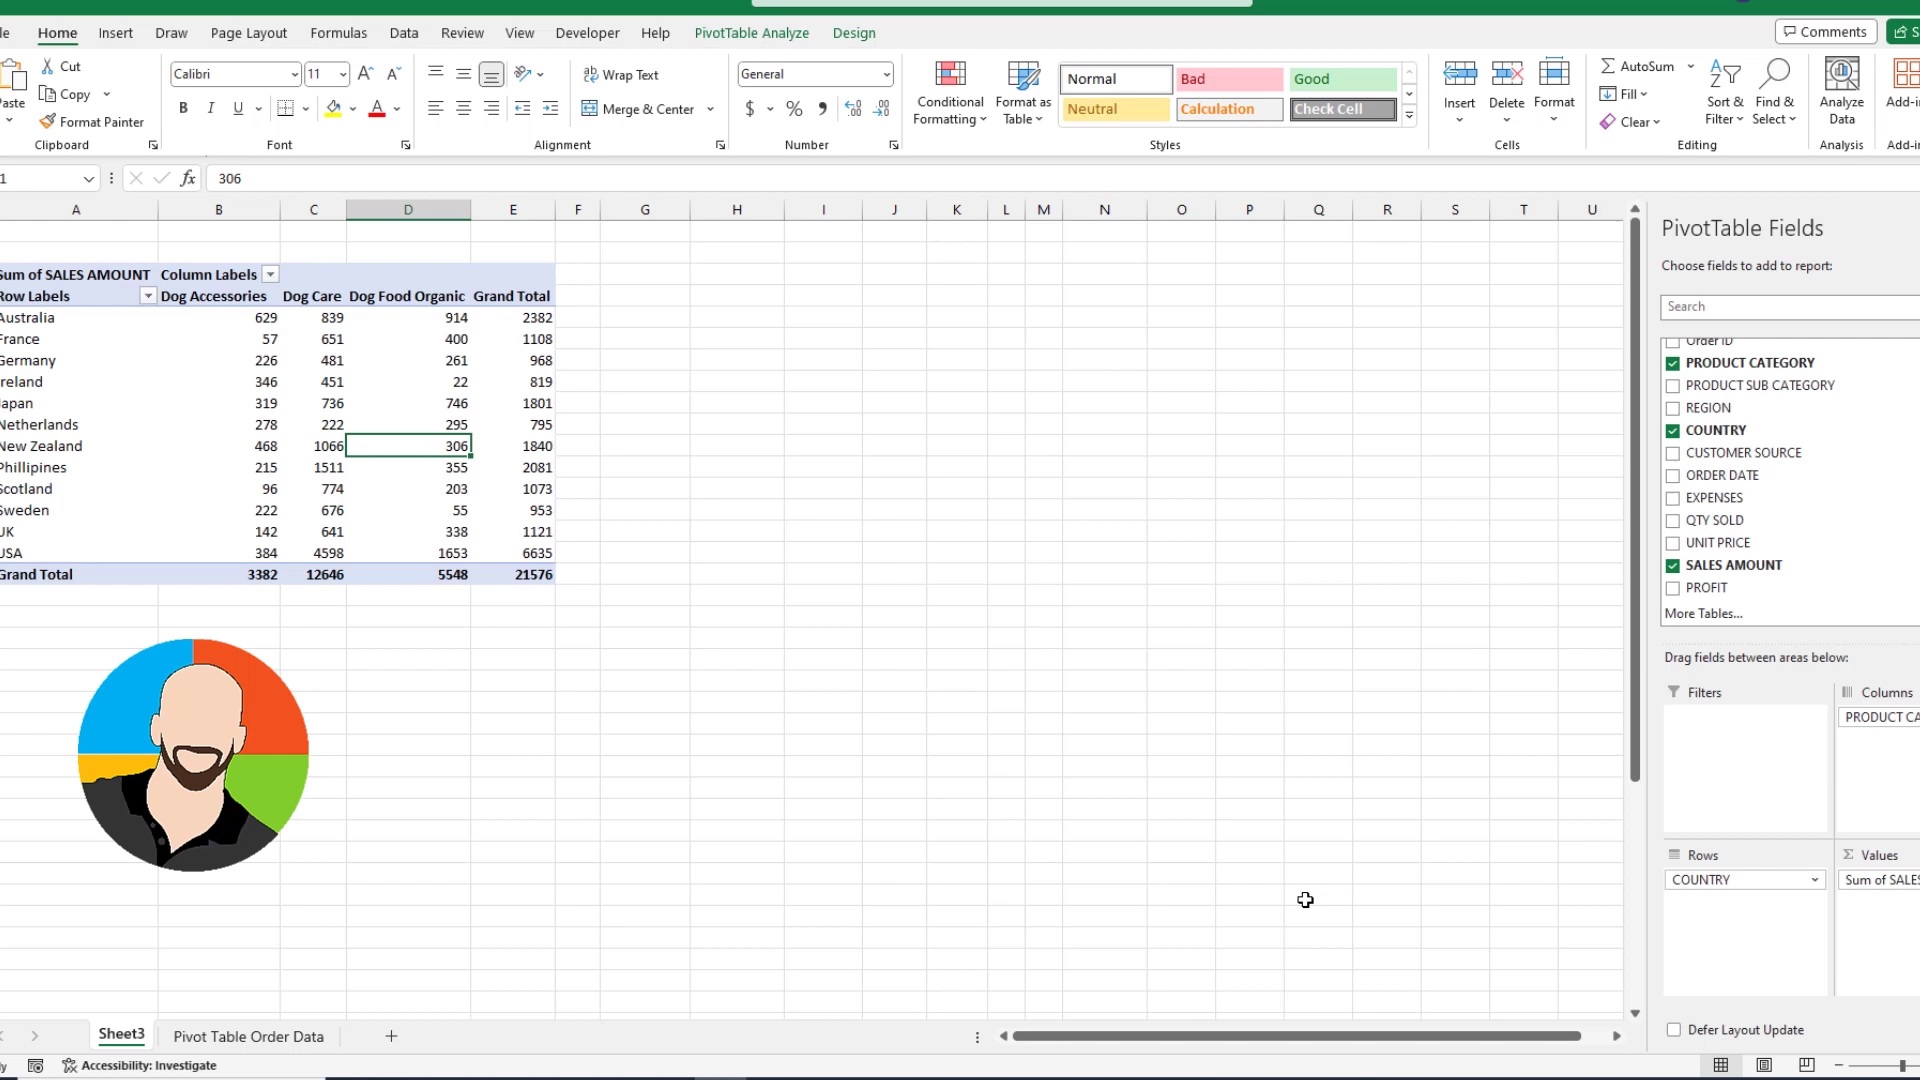 Home Insert Draw Page Layout Formulas Data Review View Developer Help PivotTable Analyze Design Comments
Cut
Copy
Format Painter
Clipboard
Calibri 11
B I U A
Font
Wrap Text
Merge & Center
Alignment
General
$ % ,
Number
Conditional Formatting
Format as Table
Normal Bad Good
Neutral Calculation Check Cell
Styles
Insert Delete Format
Cells
AutoSum
Fill
Clear
Sort & Filter
Find & Select
Editing
Analyze Data
Analysis
fx 306
A B C D E F G H I J K L M N O P Q R S T U
Sum of SALES AMOUNT Column Labels
Row Labels Dog Accessories Dog Care Dog Food Organic Grand Total
Australia 629 839 914 2382
France 57 651 400 1108
Germany 226 481 261 968
Ireland 346 451 22 819
Japan 319 736 746 1801
Netherlands 278 222 295 795
New Zealand 468 1066 306 1840
Phillipines 215 1511 355 2081
Scotland 96 774 203 1073
Sweden 222 676 55 953
UK 142 641 338 1121
USA 384 4598 1653 6635
Grand Total 3382 12646 5548 21576
PivotTable Fields
Choose fields to add to report:
Search
Order ID
PRODUCT CATEGORY
PRODUCT SUB CATEGORY
REGION
COUNTRY
CUSTOMER SOURCE
ORDER DATE
EXPENSES
QTY SOLD
UNIT PRICE
SALES AMOUNT
PROFIT
More Tables...
Drag fields between areas below:
Filters Columns
PRODUCT CA
Rows Values
COUNTRY Sum of SALES
Defer Layout Update
Sheet3 Pivot Table Order Data
Accessibility: Investigate